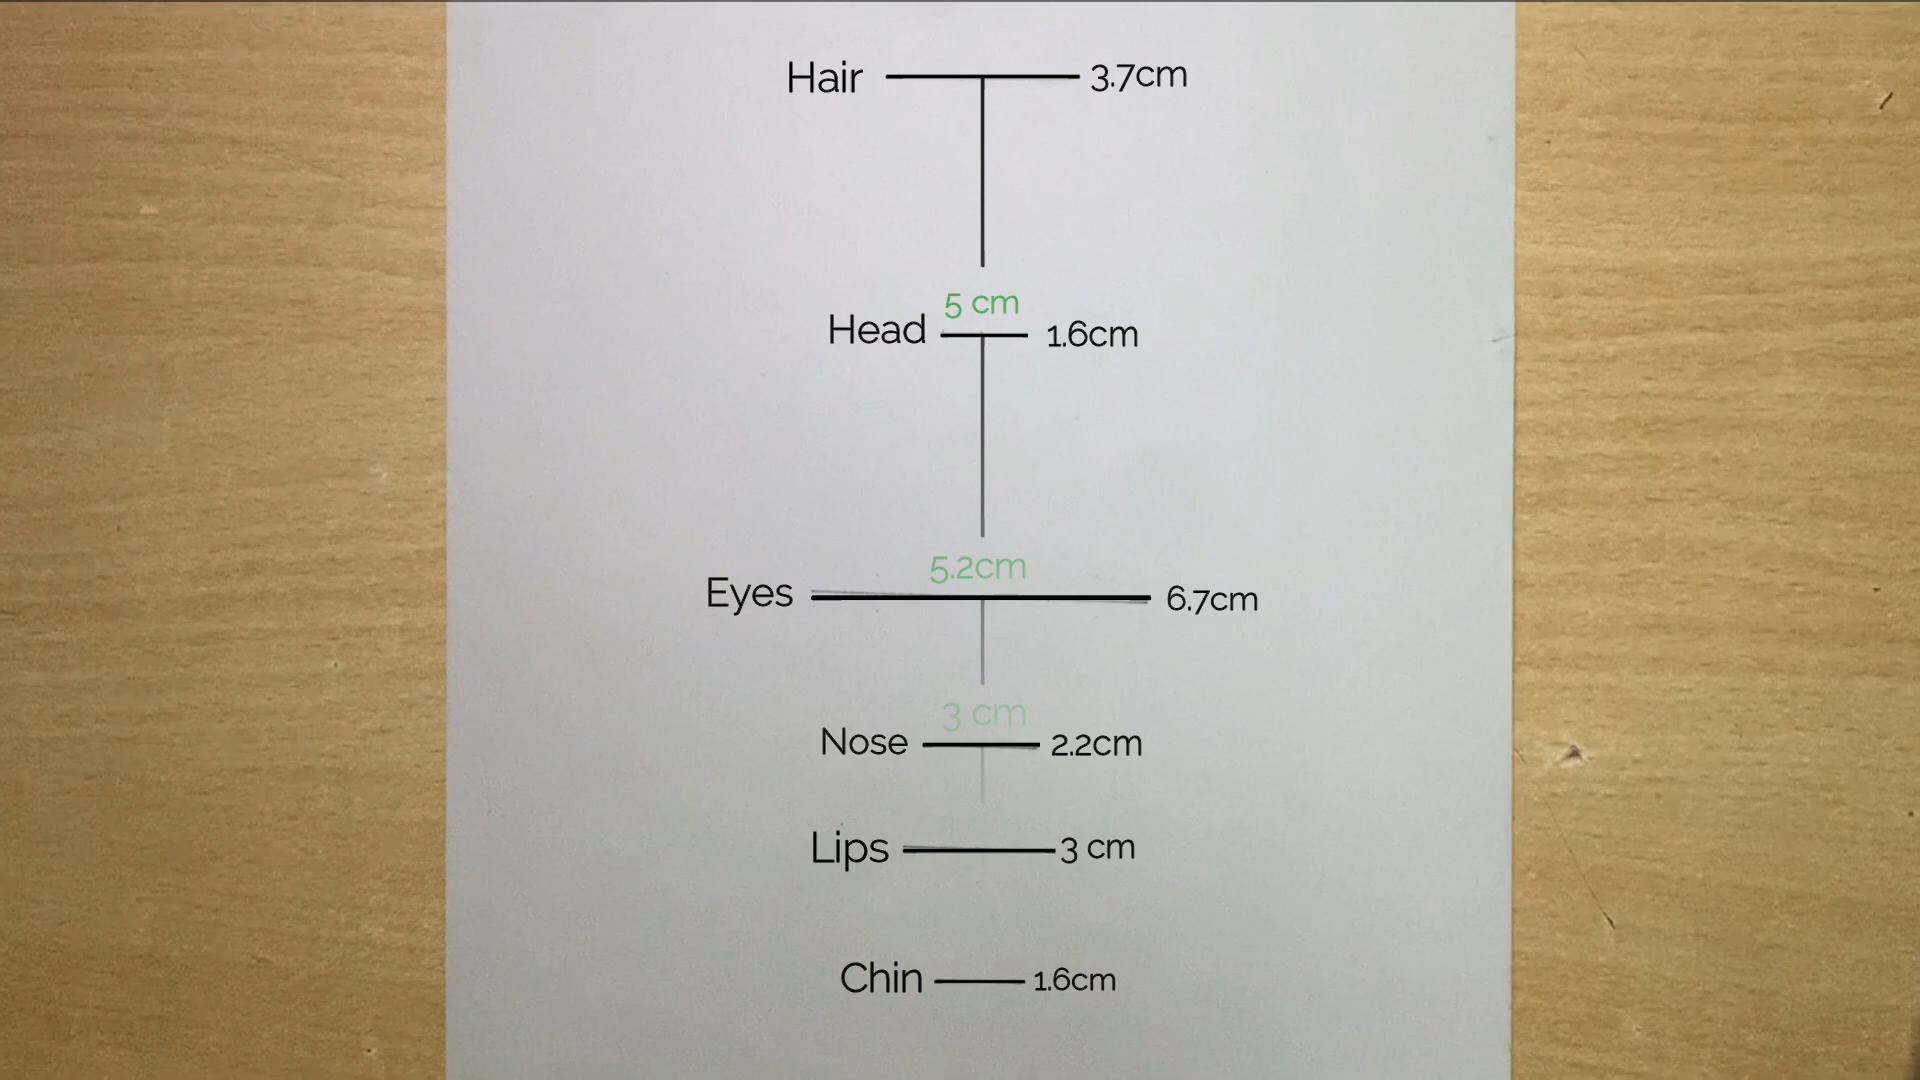 Hair 3.7cm
5 cm
Head 1.6cm
5.2cm
Eyes 6.7cm
3 cm
Nose 2.2cm
Lips 3 cm
Chin 1.6cm